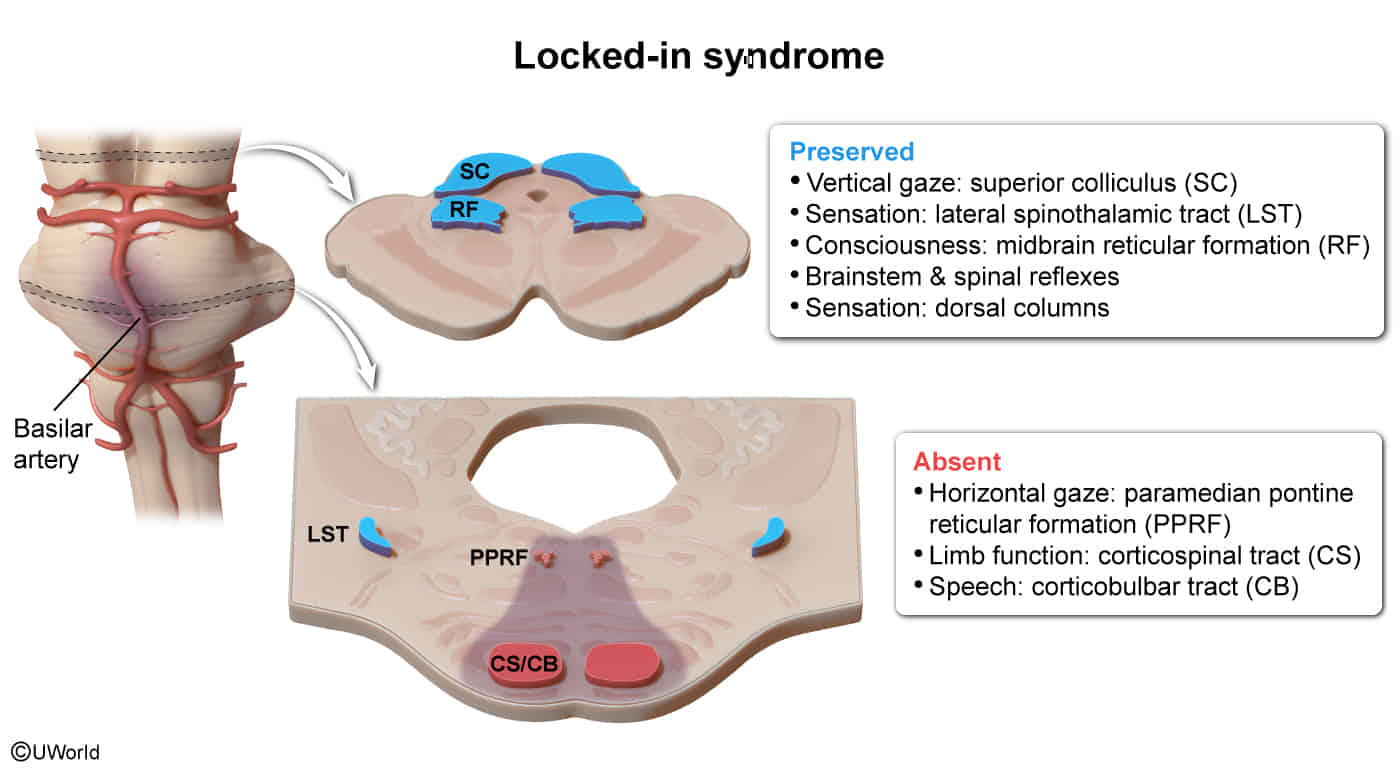 Locked-in syndrome
SC
RF
Preserved
• Vertical gaze: superior colliculus (SC)
• Sensation: lateral spinothalamic tract (LST)
• Consciousness: midbrain reticular formation (RF)
• Brainstem & spinal reflexes
• Sensation: dorsal columns
Basilar
artery
LST
PPRF
CS/CB
Absent
• Horizontal gaze: paramedian pontine
reticular formation (PPRF)
• Limb function: corticospinal tract (CS)
• Speech: corticobulbar tract (CB)
©UWorld